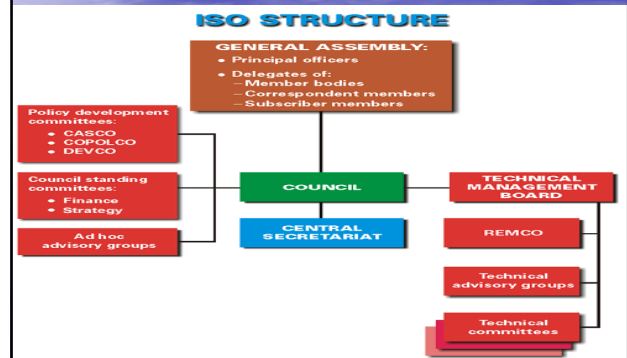 ISO STRUCTURE
GENERAL ASSEMBLY:
• Principal officers
• Delegates of:
– Member bodies
– Correspondent members
– Subscriber members
Policy development
committees:
• CASCO
• COPOLCO
• DEVCO
Council standing
committees:
• Finance
• Strategy
Ad hoc
advisory groups
COUNCIL
CENTRAL
SECRETARIAT
TECHNICAL
MANAGEMENT
BOARD
REMCO
Technical
advisory groups
Technical
committees